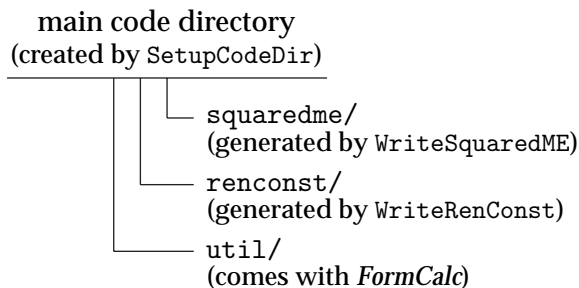 main code directory
(created by SetupCodeDir)
squaredme/
(generated by WriteSquaredME)
renconst/
(generated by WriteRenConst)
util/
(comes with FormCalc)